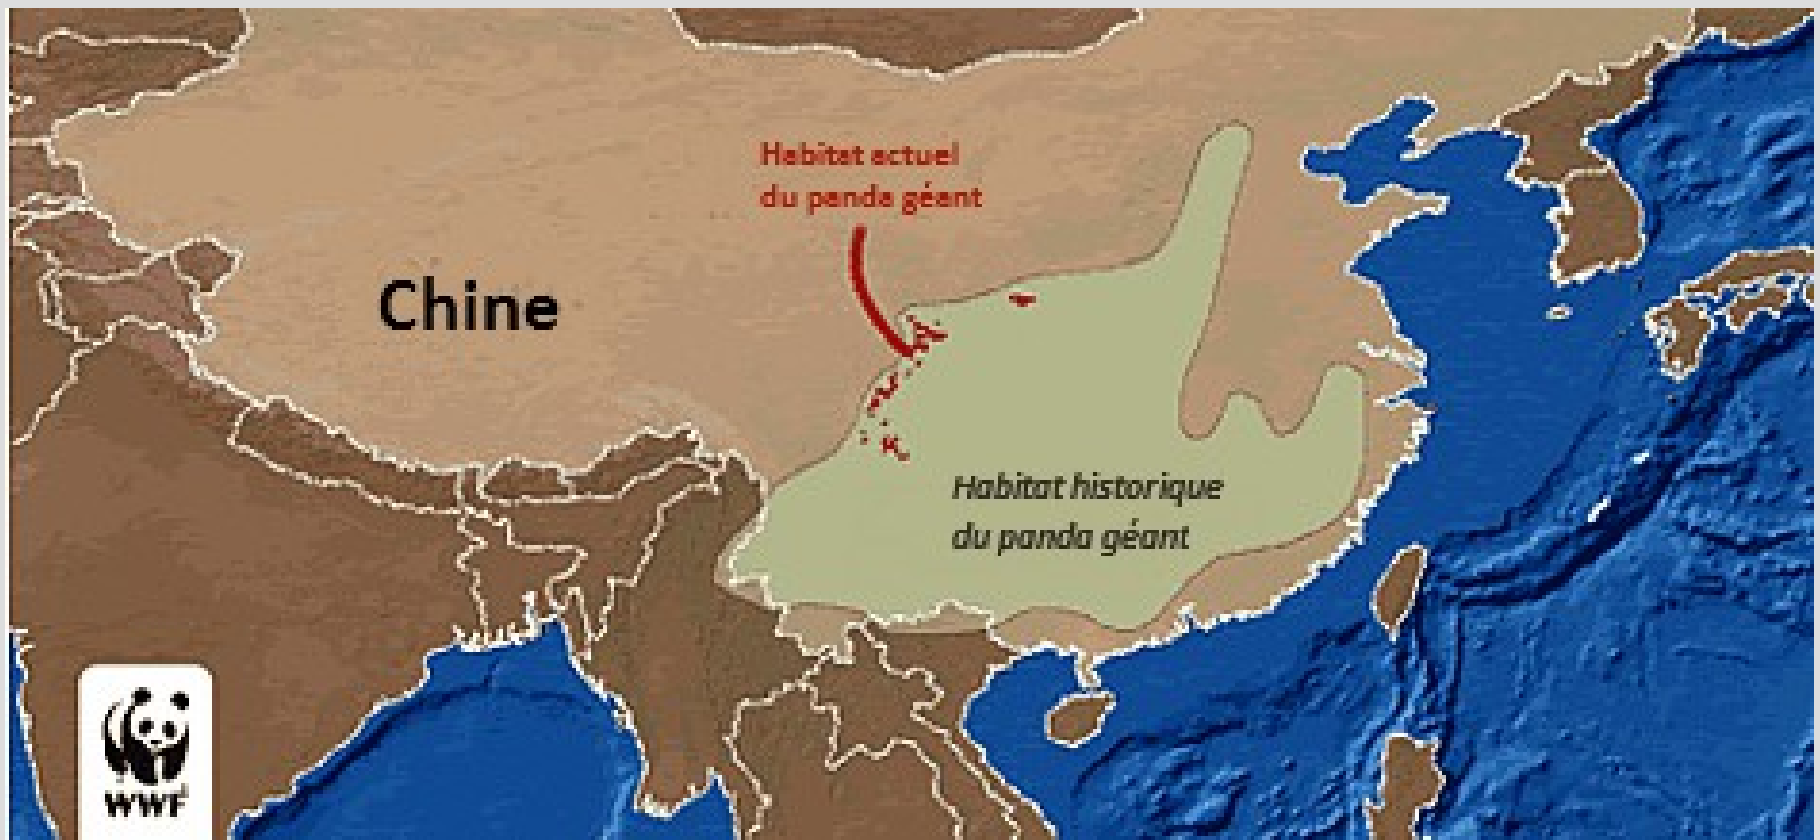 Habitat actuel
du panda géant
Chine
Habitat historique
du panda géant
WWF